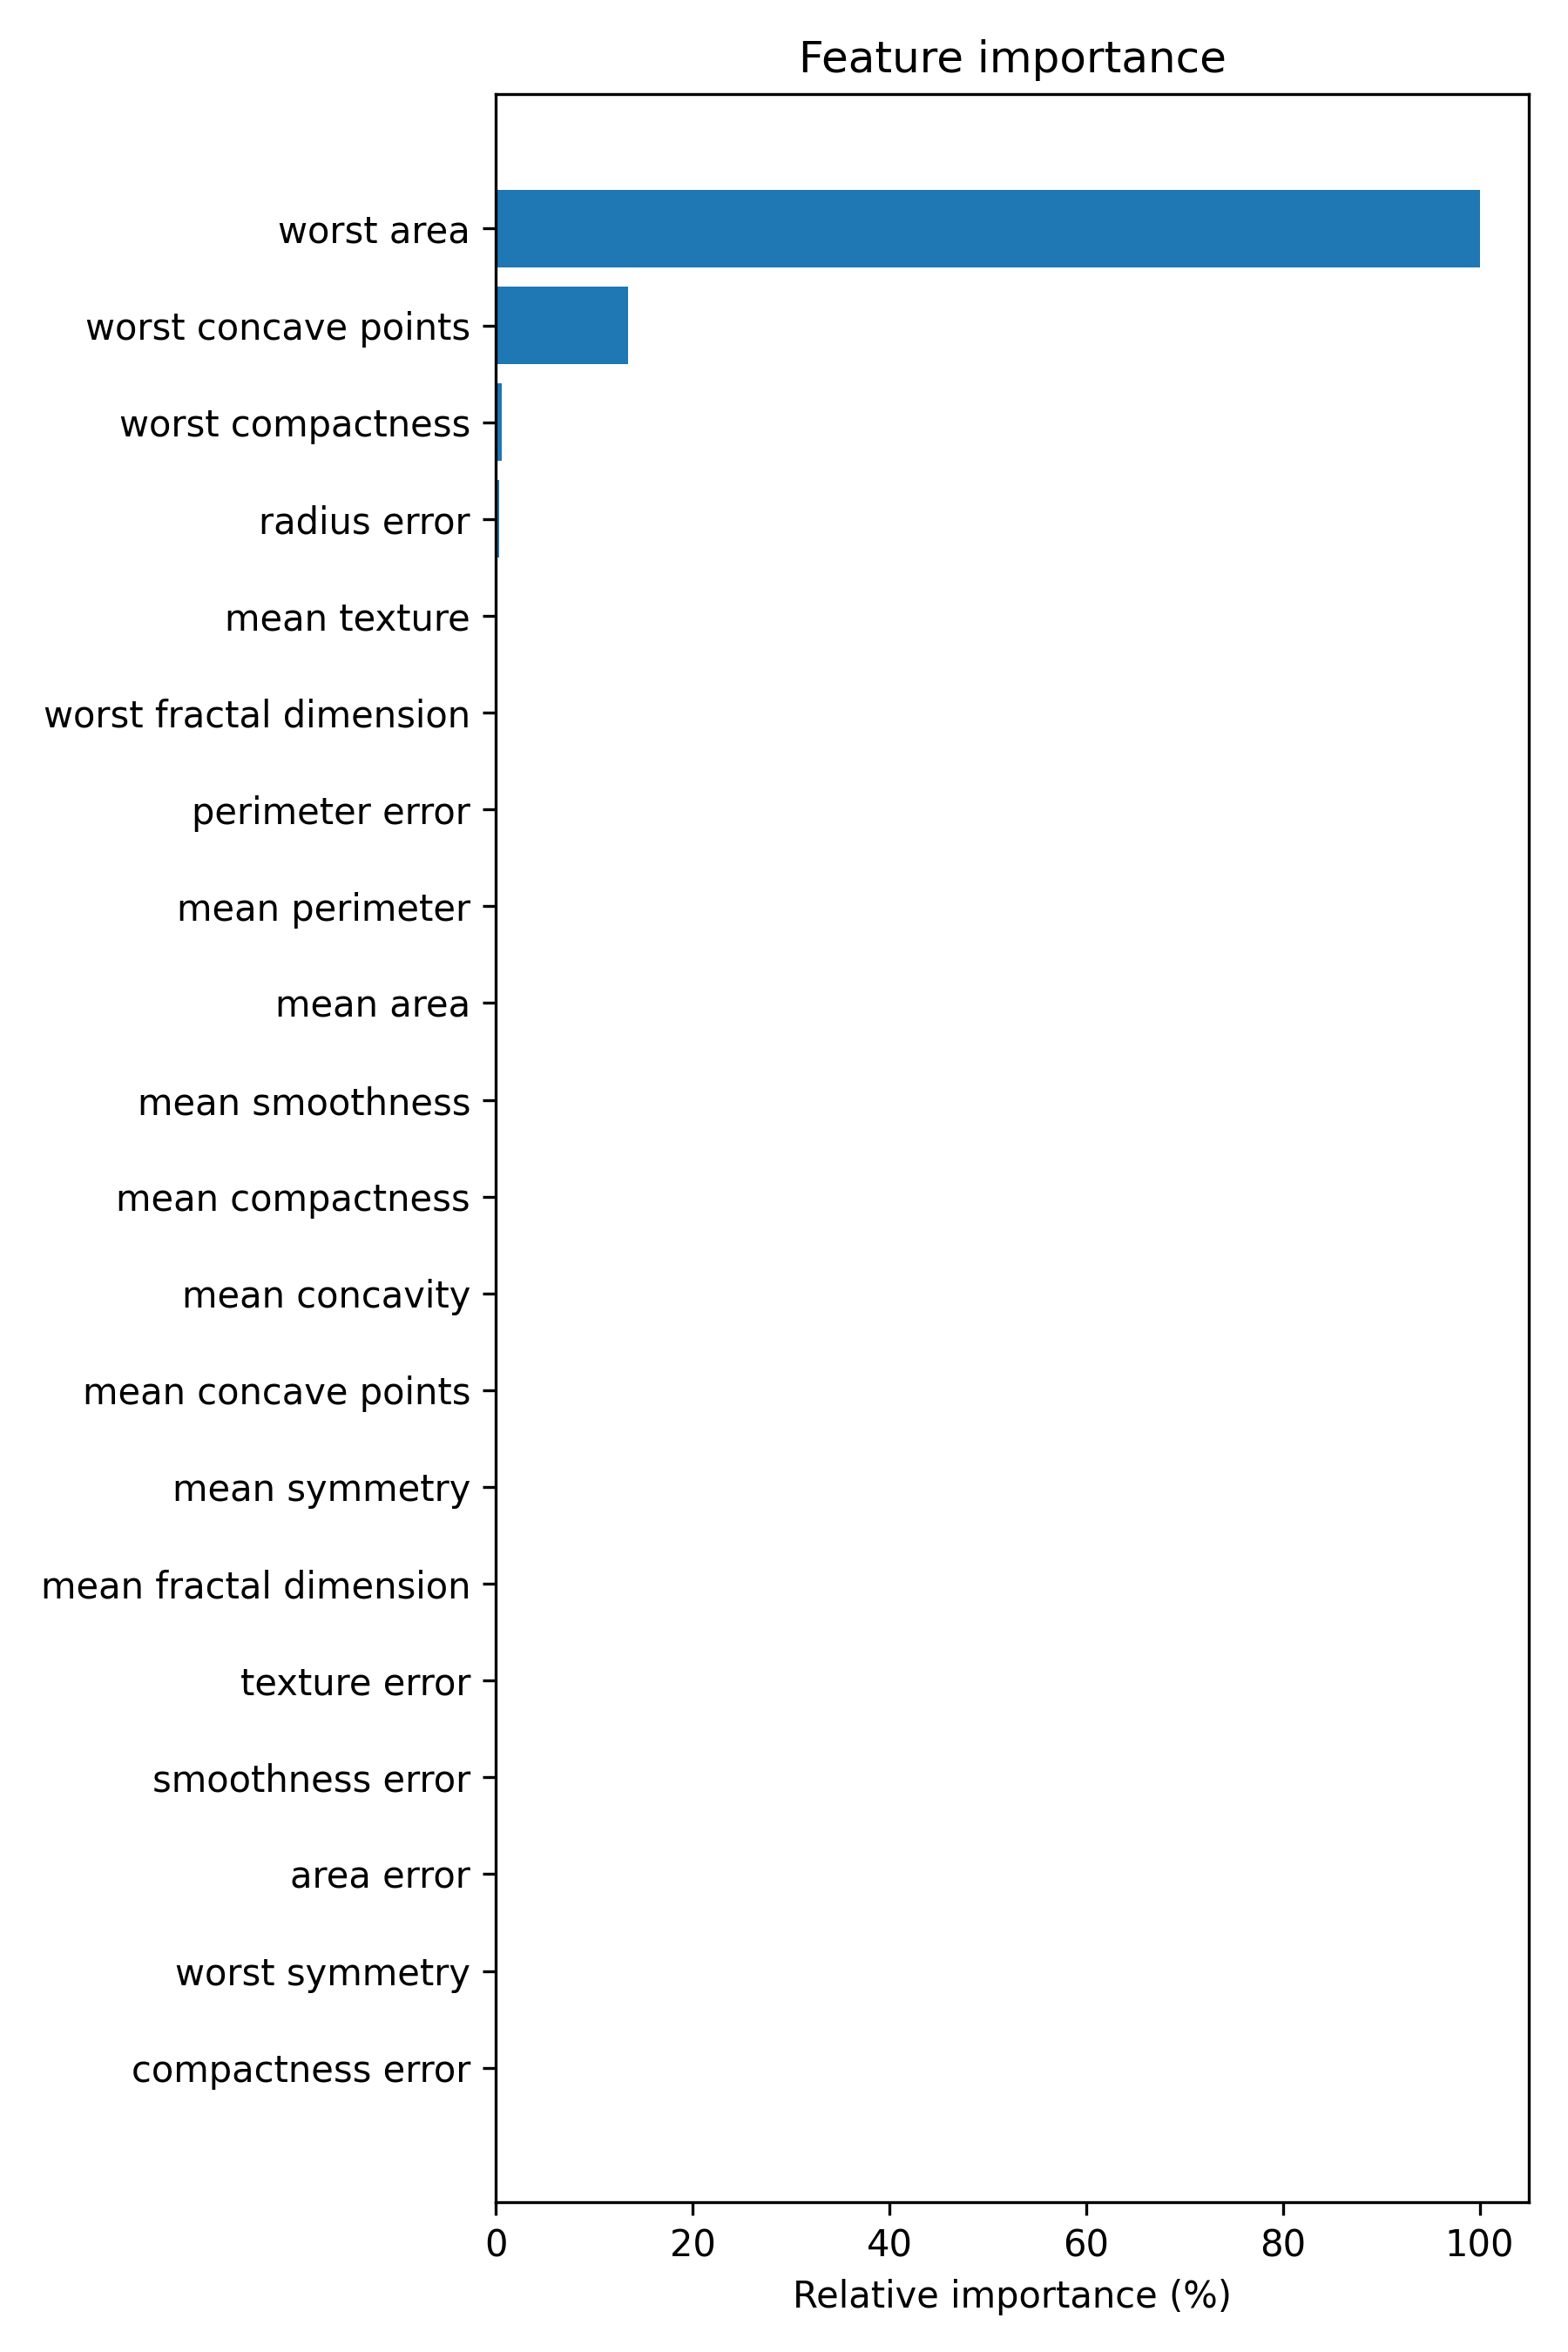 Feature importance
worst area
worst concave points
worst compactness
radius error
mean texture
worst fractal dimension
perimeter error
mean perimeter
mean area
mean smoothness
mean compactness
mean concavity
mean concave points
mean symmetry
mean fractal dimension
texture error
smoothness error
area error
worst symmetry
compactness error
0 20 40 60 80 100
Relative importance (%)